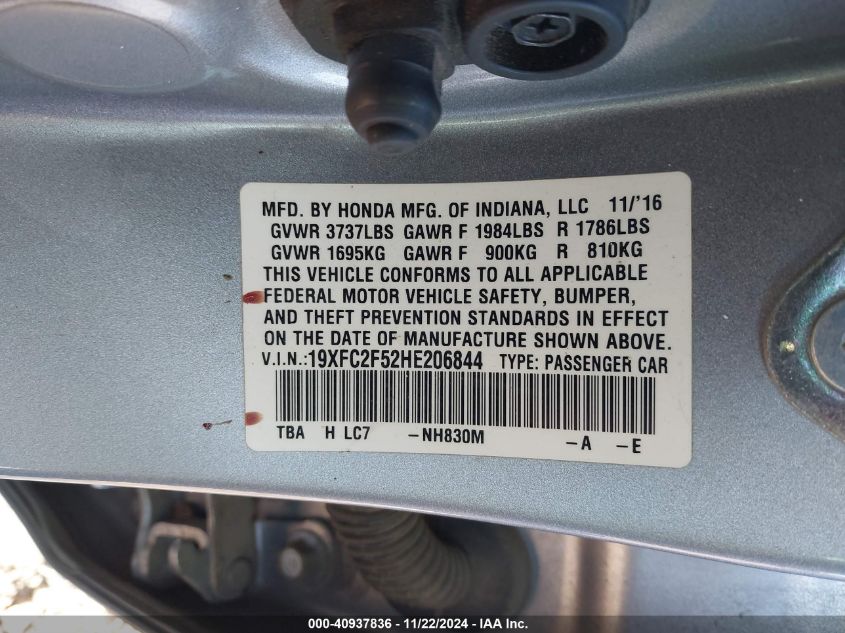 MFD. BY HONDA MFG. OF INDIANA, LLC 11/'16
GVWR 3737LBS GAWR F 1984LBS R 1786LBS
GVWR 1695KG GAWR F 900KG R 810KG
THIS VEHICLE CONFORMS TO ALL APPLICABLE
FEDERAL MOTOR VEHICLE SAFETY, BUMPER,
AND THEFT PREVENTION STANDARDS IN EFFECT
ON THE DATE OF MANUFACTURE SHOWN ABOVE.
V.I.N.:19XFC2F52HE206844 TYPE: PASSENGER CAR
TBA H LC7 -NH830M -A -E
000-40937836 - 11/22/2024 - IAA Inc.